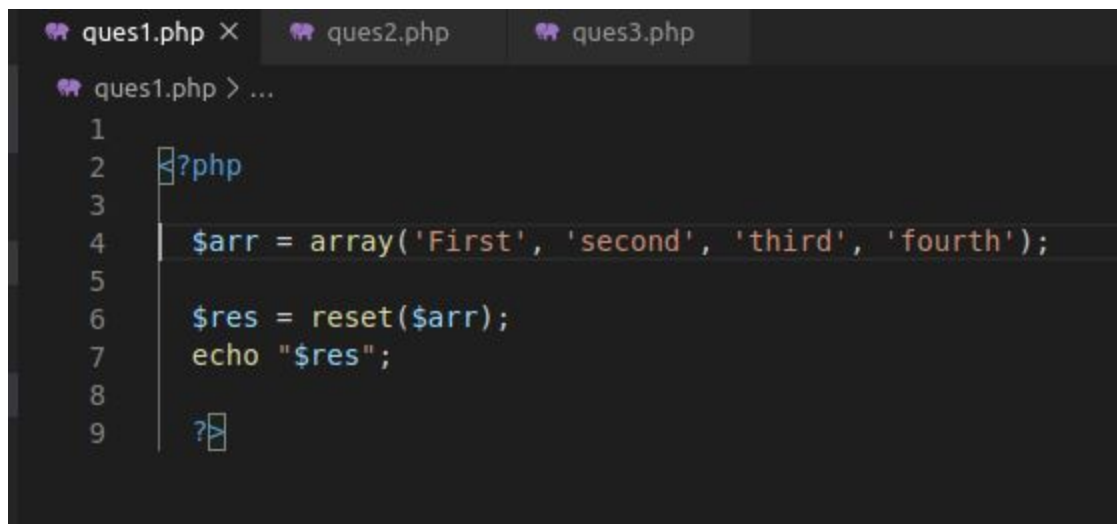 ques1.php × ques2.php ques3.php
ques1.php > ...
1
2 <?php
3
4 $arr = array('First', 'second', 'third', 'fourth');
5
6 $res = reset($arr);
7 echo "$res";
8
9 ?>